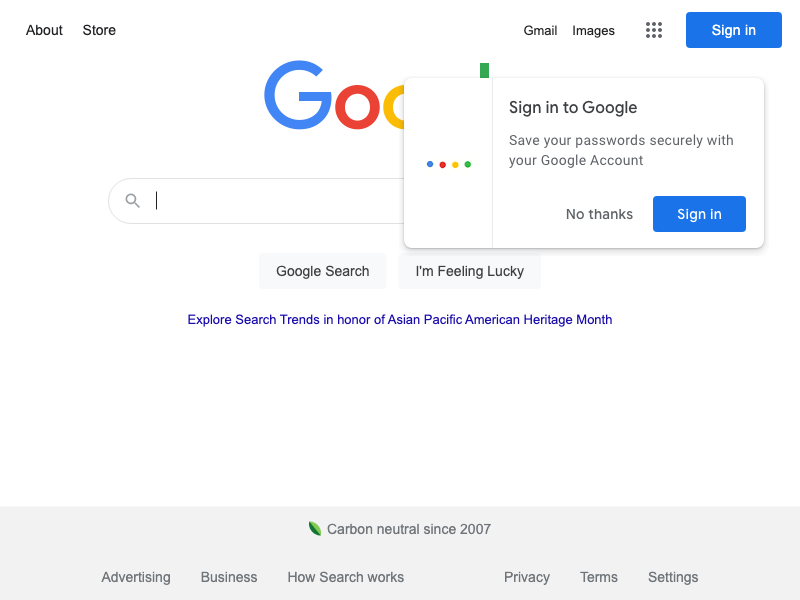 About Store Gmail Images Sign in
Sign in to Google
Save your passwords securely with
your Google Account
No thanks Sign in
Google Search I'm Feeling Lucky
Explore Search Trends in honor of Asian Pacific American Heritage Month
Carbon neutral since 2007
Advertising Business How Search works Privacy Terms Settings